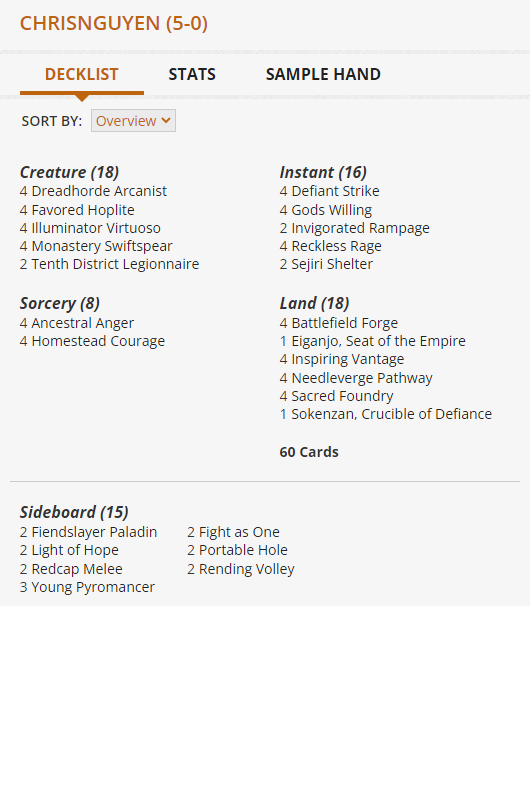 CHRISNGUYEN (5-0)
DECKLIST STATS SAMPLE HAND
SORT BY: Overview
Creature (18)
4 Dreadhorde Arcanist
4 Favored Hoplite
4 Illuminator Virtuoso
4 Monastery Swiftspear
2 Tenth District Legionnaire
Sorcery (8)
4 Ancestral Anger
4 Homestead Courage
Instant (16)
4 Defiant Strike
4 Gods Willing
2 Invigorated Rampage
4 Reckless Rage
2 Sejiri Shelter
Land (18)
4 Battlefield Forge
1 Eiganjo, Seat of the Empire
4 Inspiring Vantage
4 Needleverge Pathway
4 Sacred Foundry
1 Sokenzan, Crucible of Defiance
60 Cards
Sideboard (15)
2 Fiendslayer Paladin
2 Light of Hope
2 Redcap Melee
3 Young Pyromancer
2 Fight as One
2 Portable Hole
2 Rending Volley